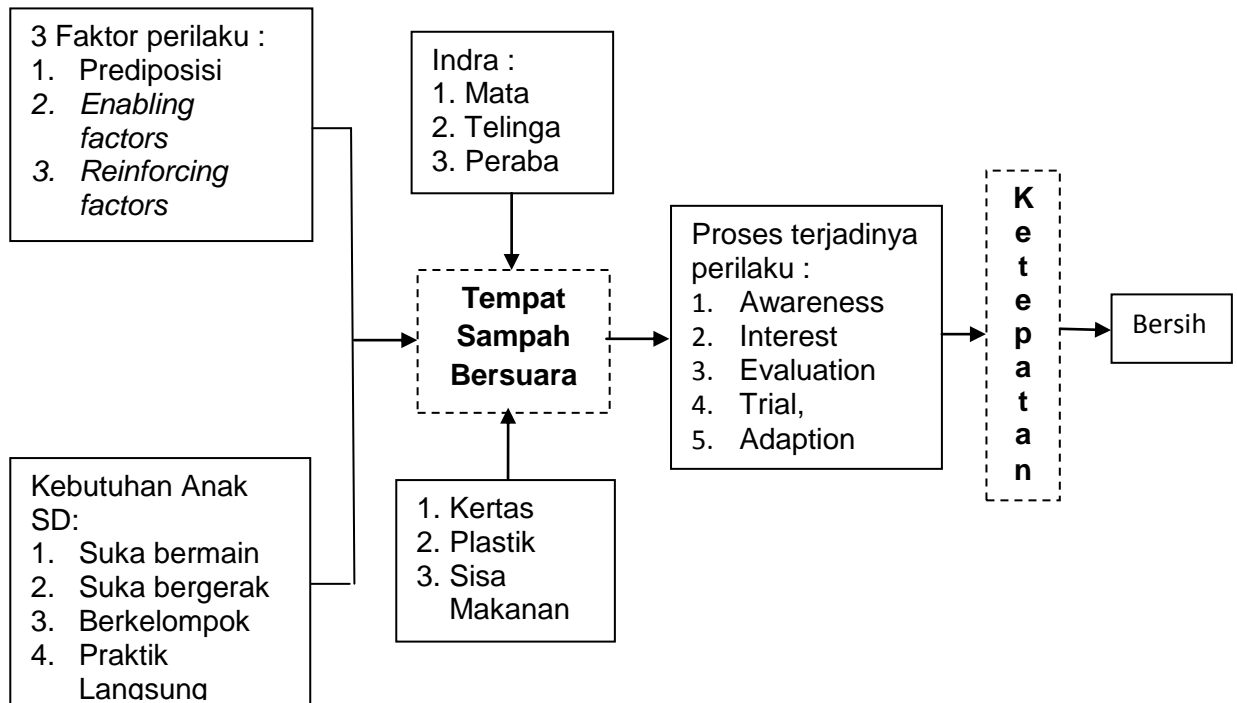 3 Faktor perilaku :
1. Prediposisi
2. Enabling
factors
3. Reinforcing
factors
Indra :
1. Mata
2. Telinga
3. Peraba
Kebutuhan Anak
SD:
1. Suka bermain
2. Suka bergerak
3. Berkelompok
4. Praktik
Langsung
Tempat
Sampah
Bersuara
1. Kertas
2. Plastik
3. Sisa
Makanan
Proses terjadinya
perilaku :
1. Awareness
2. Interest
3. Evaluation
4. Trial,
5. Adaption
K
e
t
e
p
a
t
a
n
Bersih